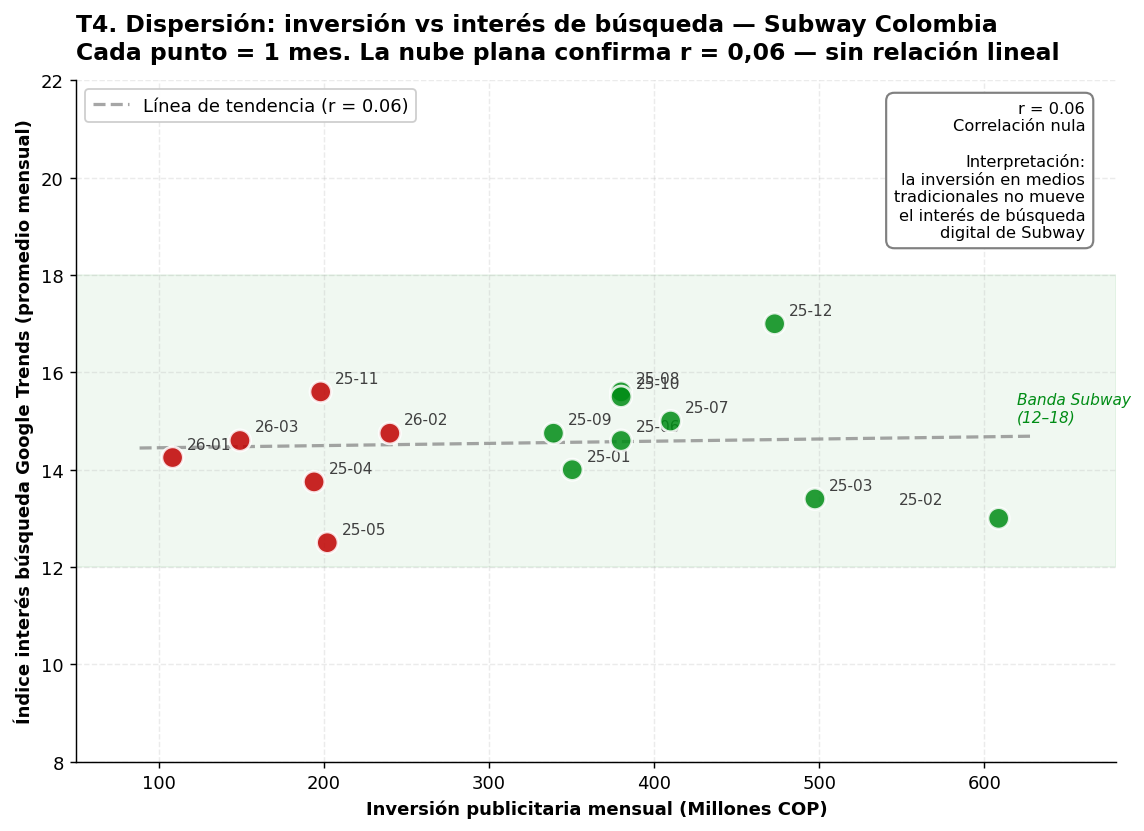 T4. Dispersión: inversión vs interés de búsqueda — Subway Colombia
Cada punto = 1 mes. La nube plana confirma r = 0,06 — sin relación lineal
Línea de tendencia (r = 0.06)
r = 0.06
Correlación nula
Interpretación:
la inversión en medios
tradicionales no mueve
el interés de búsqueda
digital de Subway
Índice interés búsqueda Google Trends (promedio mensual)
22
20
18
16
14
12
10
8
25-12
25-11
25-08
25-10
25-07
Banda Subway
(12–18)
26-03
26-02
25-09
25-06
26-01
25-01
25-04
25-03
25-02
25-05
100
200
300
400
500
600
Inversión publicitaria mensual (Millones COP)